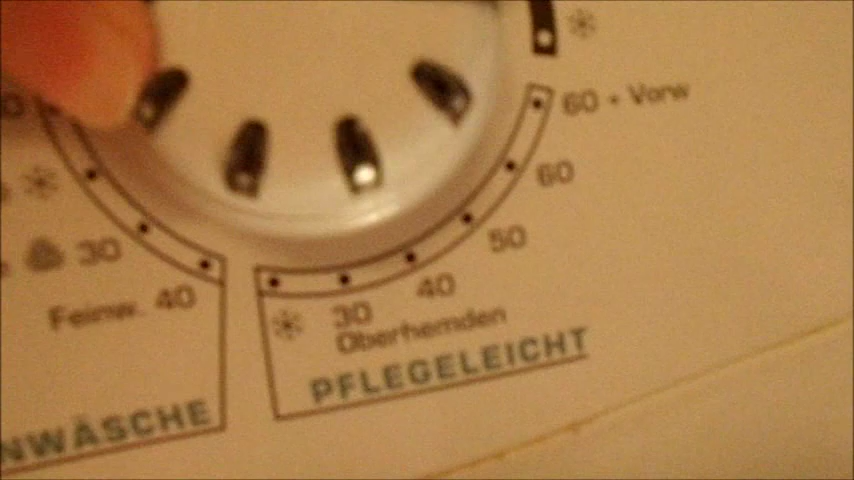 60 + Vorw
60
50
40
30
Oberhemden
PFLEGELEICHT
30
Feinw. 40
NWÄSCHE